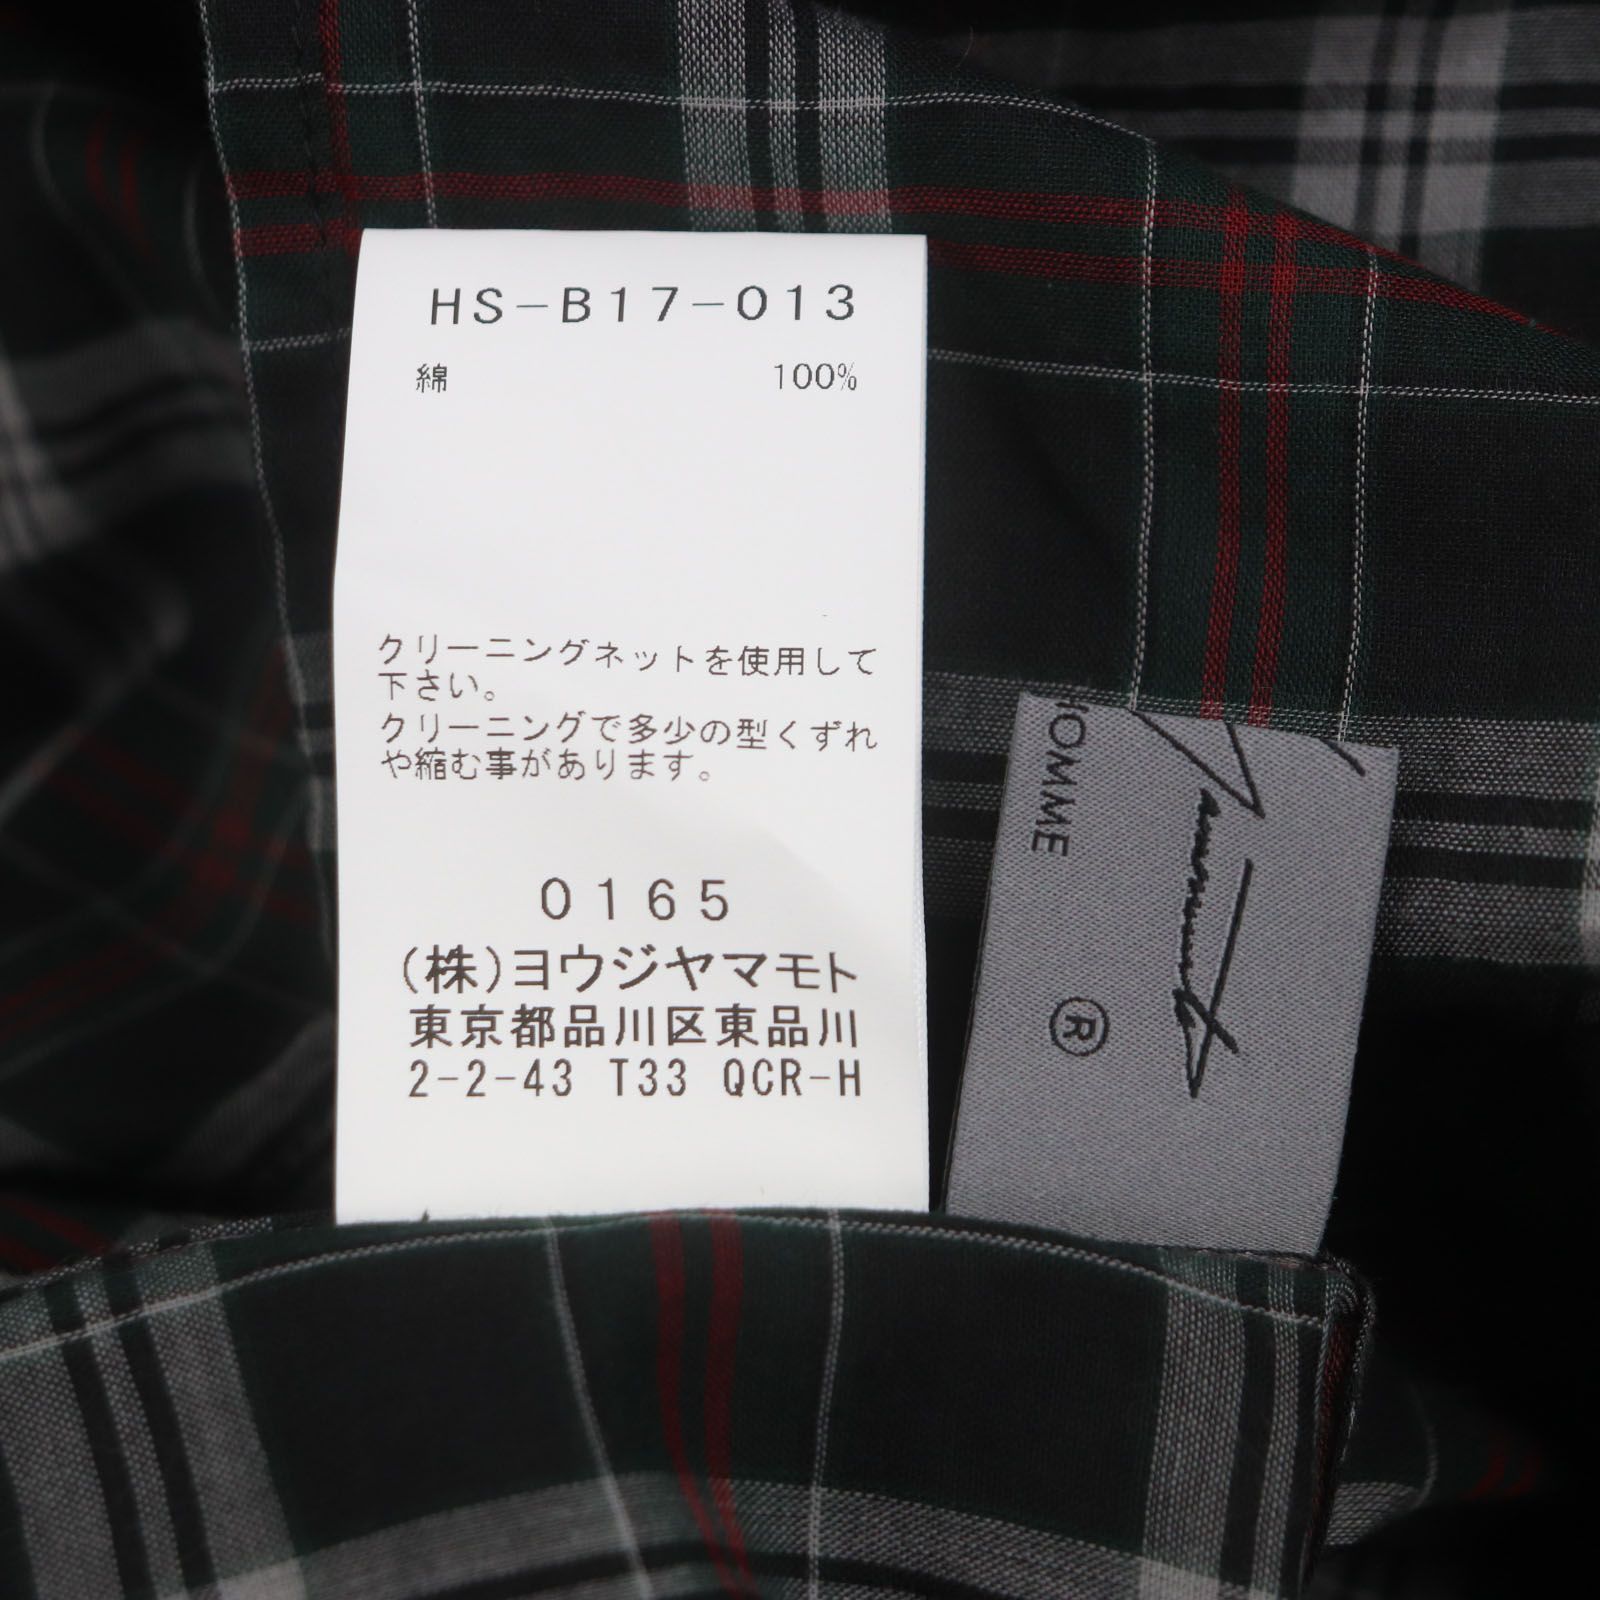 HS-B17-013
綿 100%
クリーニングネットを使用して
下さい。
クリーニングで多少の型くずれ
や縮む事があります。
0165
(株)ヨウジヤマモト
東京都品川区東品川
2-2-43 T33 QCR-H
HOMME
®